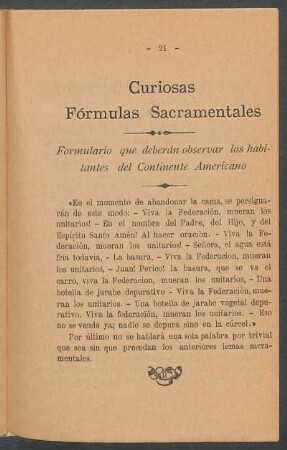 - 21 -
Curiosas
Fórmulas Sacramentales
Formulario que deberán observar los habi-
tantes del Continente Americano
«En el momento de abandonar la cama, se persigua-
rán de este modo: - Viva la Federación, mueran los
unitarios! - En el nombre del Padre, del Hijo, y del
Espíritu Santo Améo! Al hacer oración. - Viva la Fe-
deración, mueran los unitarios! - Señora, el agua está
fría todavía, - La basura, - Viva la Federacion, mueran
los unitarios, - Juan! Perico! la basura, que se va el
carro, viva la Federacion, mueran los unitarios, - Una
botella de jarabe depurativo - Viva la Federación, mue-
ran los unitarios. - Una botella de jarabe vegetal depu-
rativo. Viva la federación, mueran los unitarios. - Eso
no se vende ya; nadie se depura sino en la cárcel.»
Por último no se hablará una sola palabra por trivial
que sea sin que precedan los anteriores lemas sacra-
mentales.